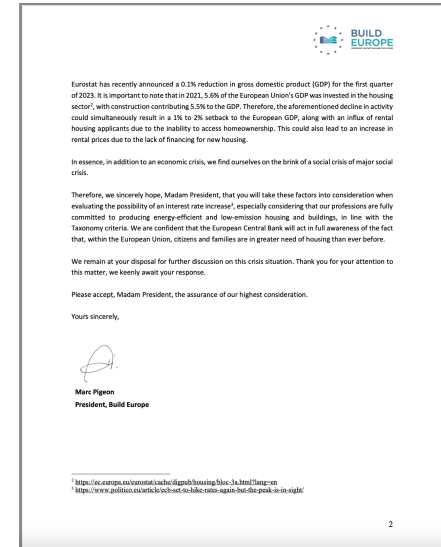 BUILD
EUROPE
Eurostat has recently announced a 0.1% reduction in gross domestic product (GDP) for the first quarter
of 2023. It is important to note that in 2021, 5.6% of the European Union's GDP was invested in the housing
sector², with construction contributing 5.5% to the GDP. Therefore, the aforementioned decline in activity
could simultaneously result in a 1% to 2% setback to the European GDP, along with an influx of rental
housing applicants due to the inability to access homeownership. This could also lead to an increase in
rental prices due to the lack of financing for new housing.
In essence, in addition to an economic crisis, we find ourselves on the brink of a social crisis of major social
crisis.
Therefore, we sincerely hope, Madam President, that you will take these factors into consideration when
evaluating the possibility of an interest rate increase³, especially considering that our professions are fully
committed to producing energy-efficient and low-emission housing and buildings, in line with the
Taxonomy criteria. We are confident that the European Central Bank will act in full awareness of the fact
that, within the European Union, citizens and families are in greater need of housing than ever before.
We remain at your disposal for further discussion on this crisis situation. Thank you for your attention to
this matter, we keenly await your response.
Please accept, Madam President, the assurance of our highest consideration.
Yours sincerely,
Marc Pigeon
President, Build Europe
² https://ec.europa.eu/eurostat/cache/digpub/housing/bloc-3a.html?lang=en
³ https://www.politico.eu/article/ecb-set-to-hike-rates-again-but-the-peak-is-in-sight/
2